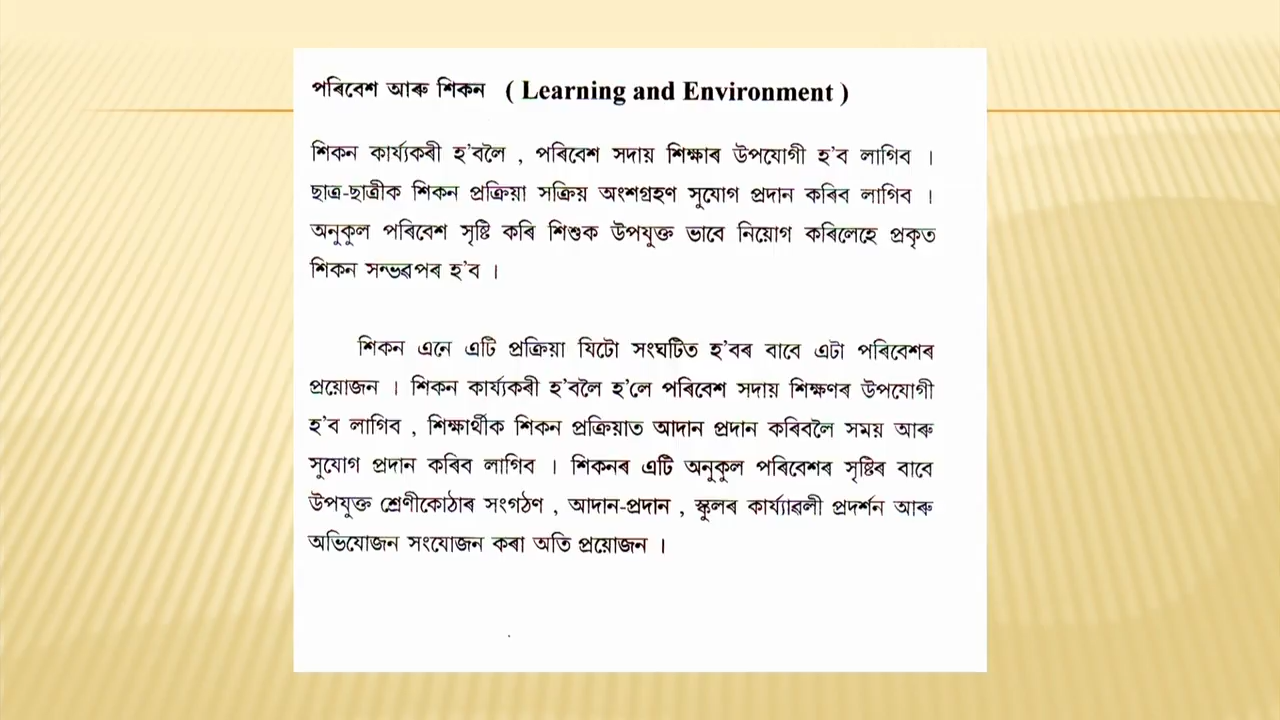 পৰিবেশ আৰু শিকন ( Learning and Environment )
শিকন কাৰ্য্যকৰী হ'বলৈ , পৰিবেশ সদায় শিক্ষাৰ উপযোগী হ'ব লাগিব ।
ছাত্ৰ-ছাত্ৰীক শিকন প্ৰক্ৰিয়া সক্ৰিয় অংশগ্ৰহণ সুযোগ প্ৰদান কৰিব লাগিব ।
অনুকুল পৰিবেশ সৃষ্টি কৰি শিশুক উপযুক্ত ভাবে নিয়োগ কৰিলেহে প্ৰকৃত
শিকন সন্ভৱপৰ হ'ব ।
শিকন এনে এটি প্ৰক্ৰিয়া যিটো সংঘটিত হ'বৰ বাবে এটা পৰিবেশৰ
প্ৰয়োজন । শিকন কাৰ্য্যকৰী হ'বলৈ হ'লে পৰিবেশ সদায় শিক্ষণৰ উপযোগী
হ'ব লাগিব , শিক্ষাৰ্থীক শিকন প্ৰক্ৰিয়াত আদান প্ৰদান কৰিবলৈ সময় আৰু
সুযোগ প্ৰদান কৰিব লাগিব । শিকনৰ এটি অনুকুল পৰিবেশৰ সৃষ্টিৰ বাবে
উপযুক্ত শ্ৰেণীকোঠাৰ সংগঠণ , আদান-প্ৰদান , স্কুলৰ কাৰ্য্যাৱলী প্ৰদৰ্শন আৰু
অভিযোজন সংযোজন কৰা অতি প্ৰয়োজন ।